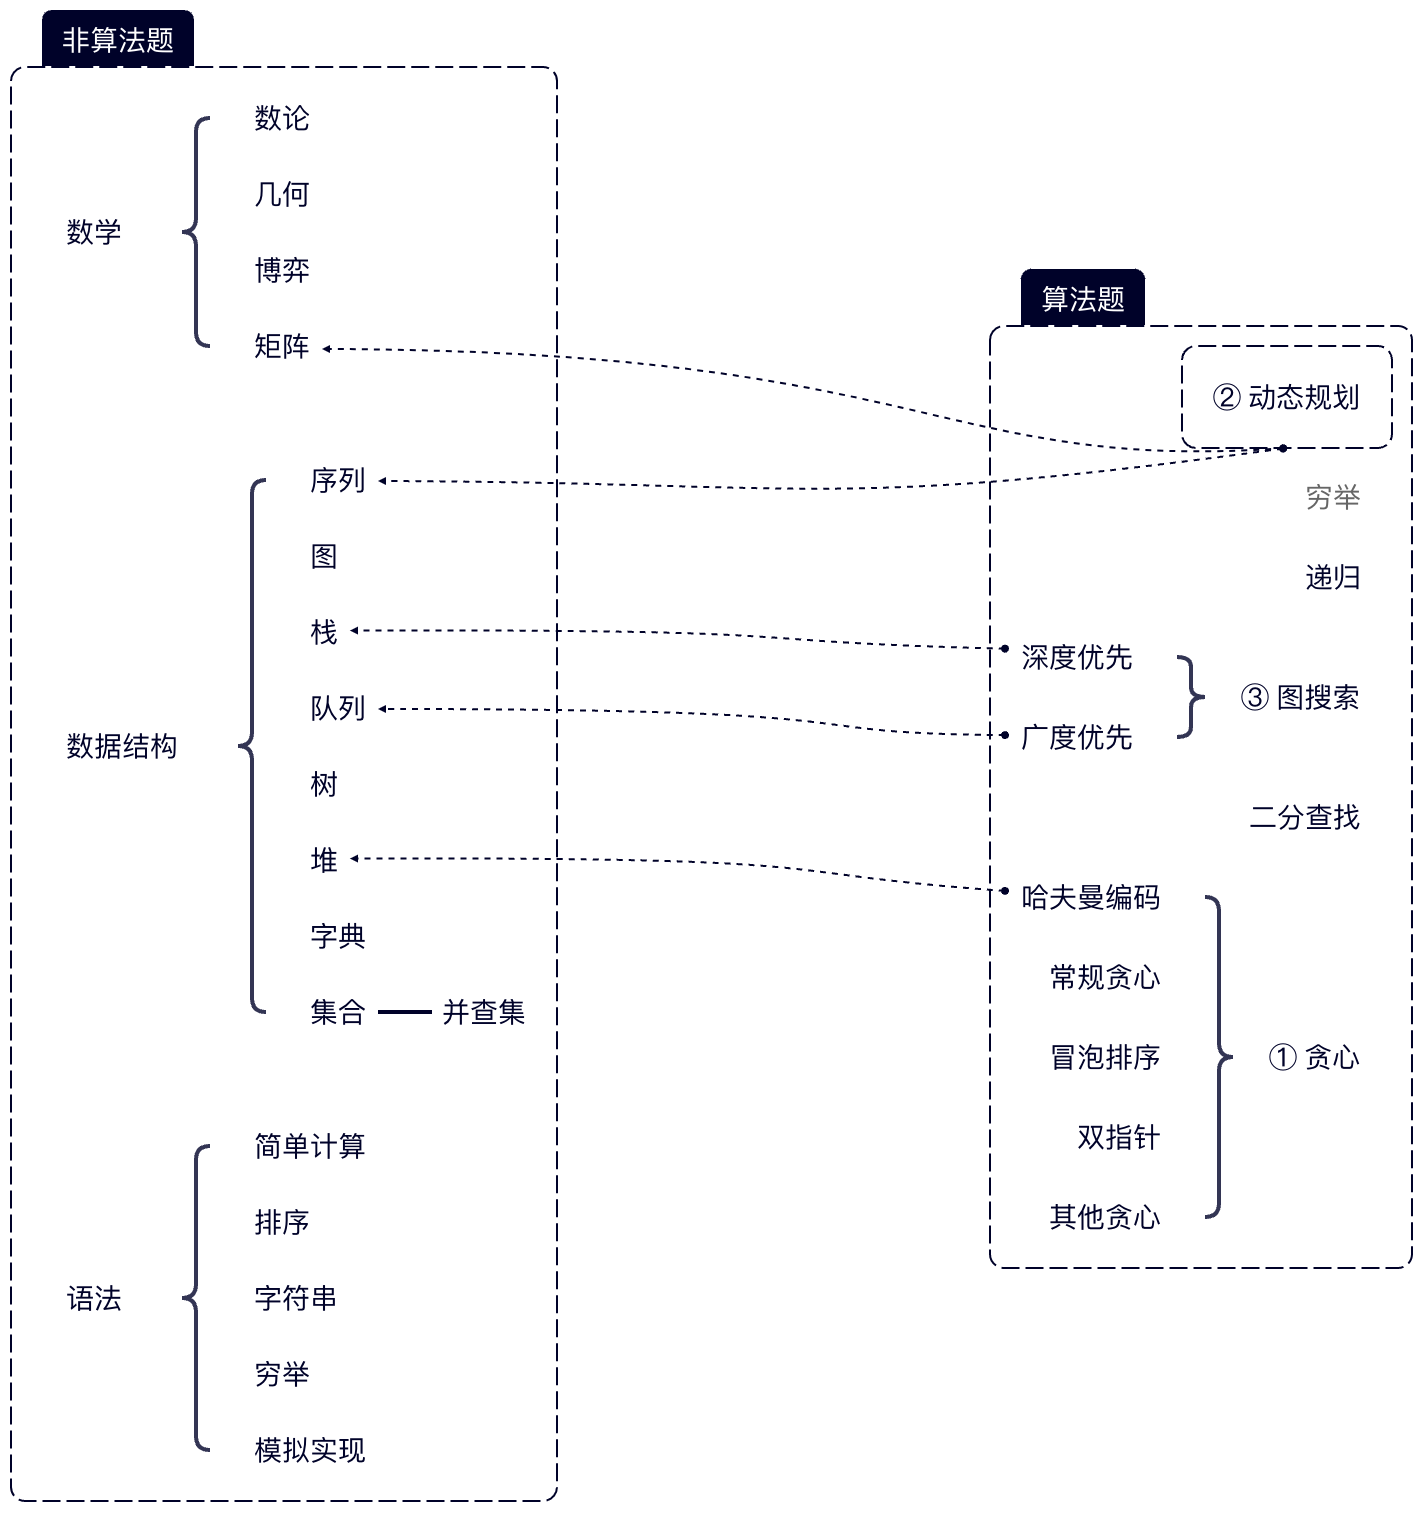 非算法题
数学
数论
几何
博弈
矩阵
数据结构
序列
图
栈
队列
树
堆
字典
集合 并查集
语法
简单计算
排序
字符串
穷举
模拟实现
算法题
② 动态规划
穷举
递归
深度优先
广度优先
③ 图搜索
二分查找
哈夫曼编码
常规贪心
冒泡排序
双指针
其他贪心
① 贪心